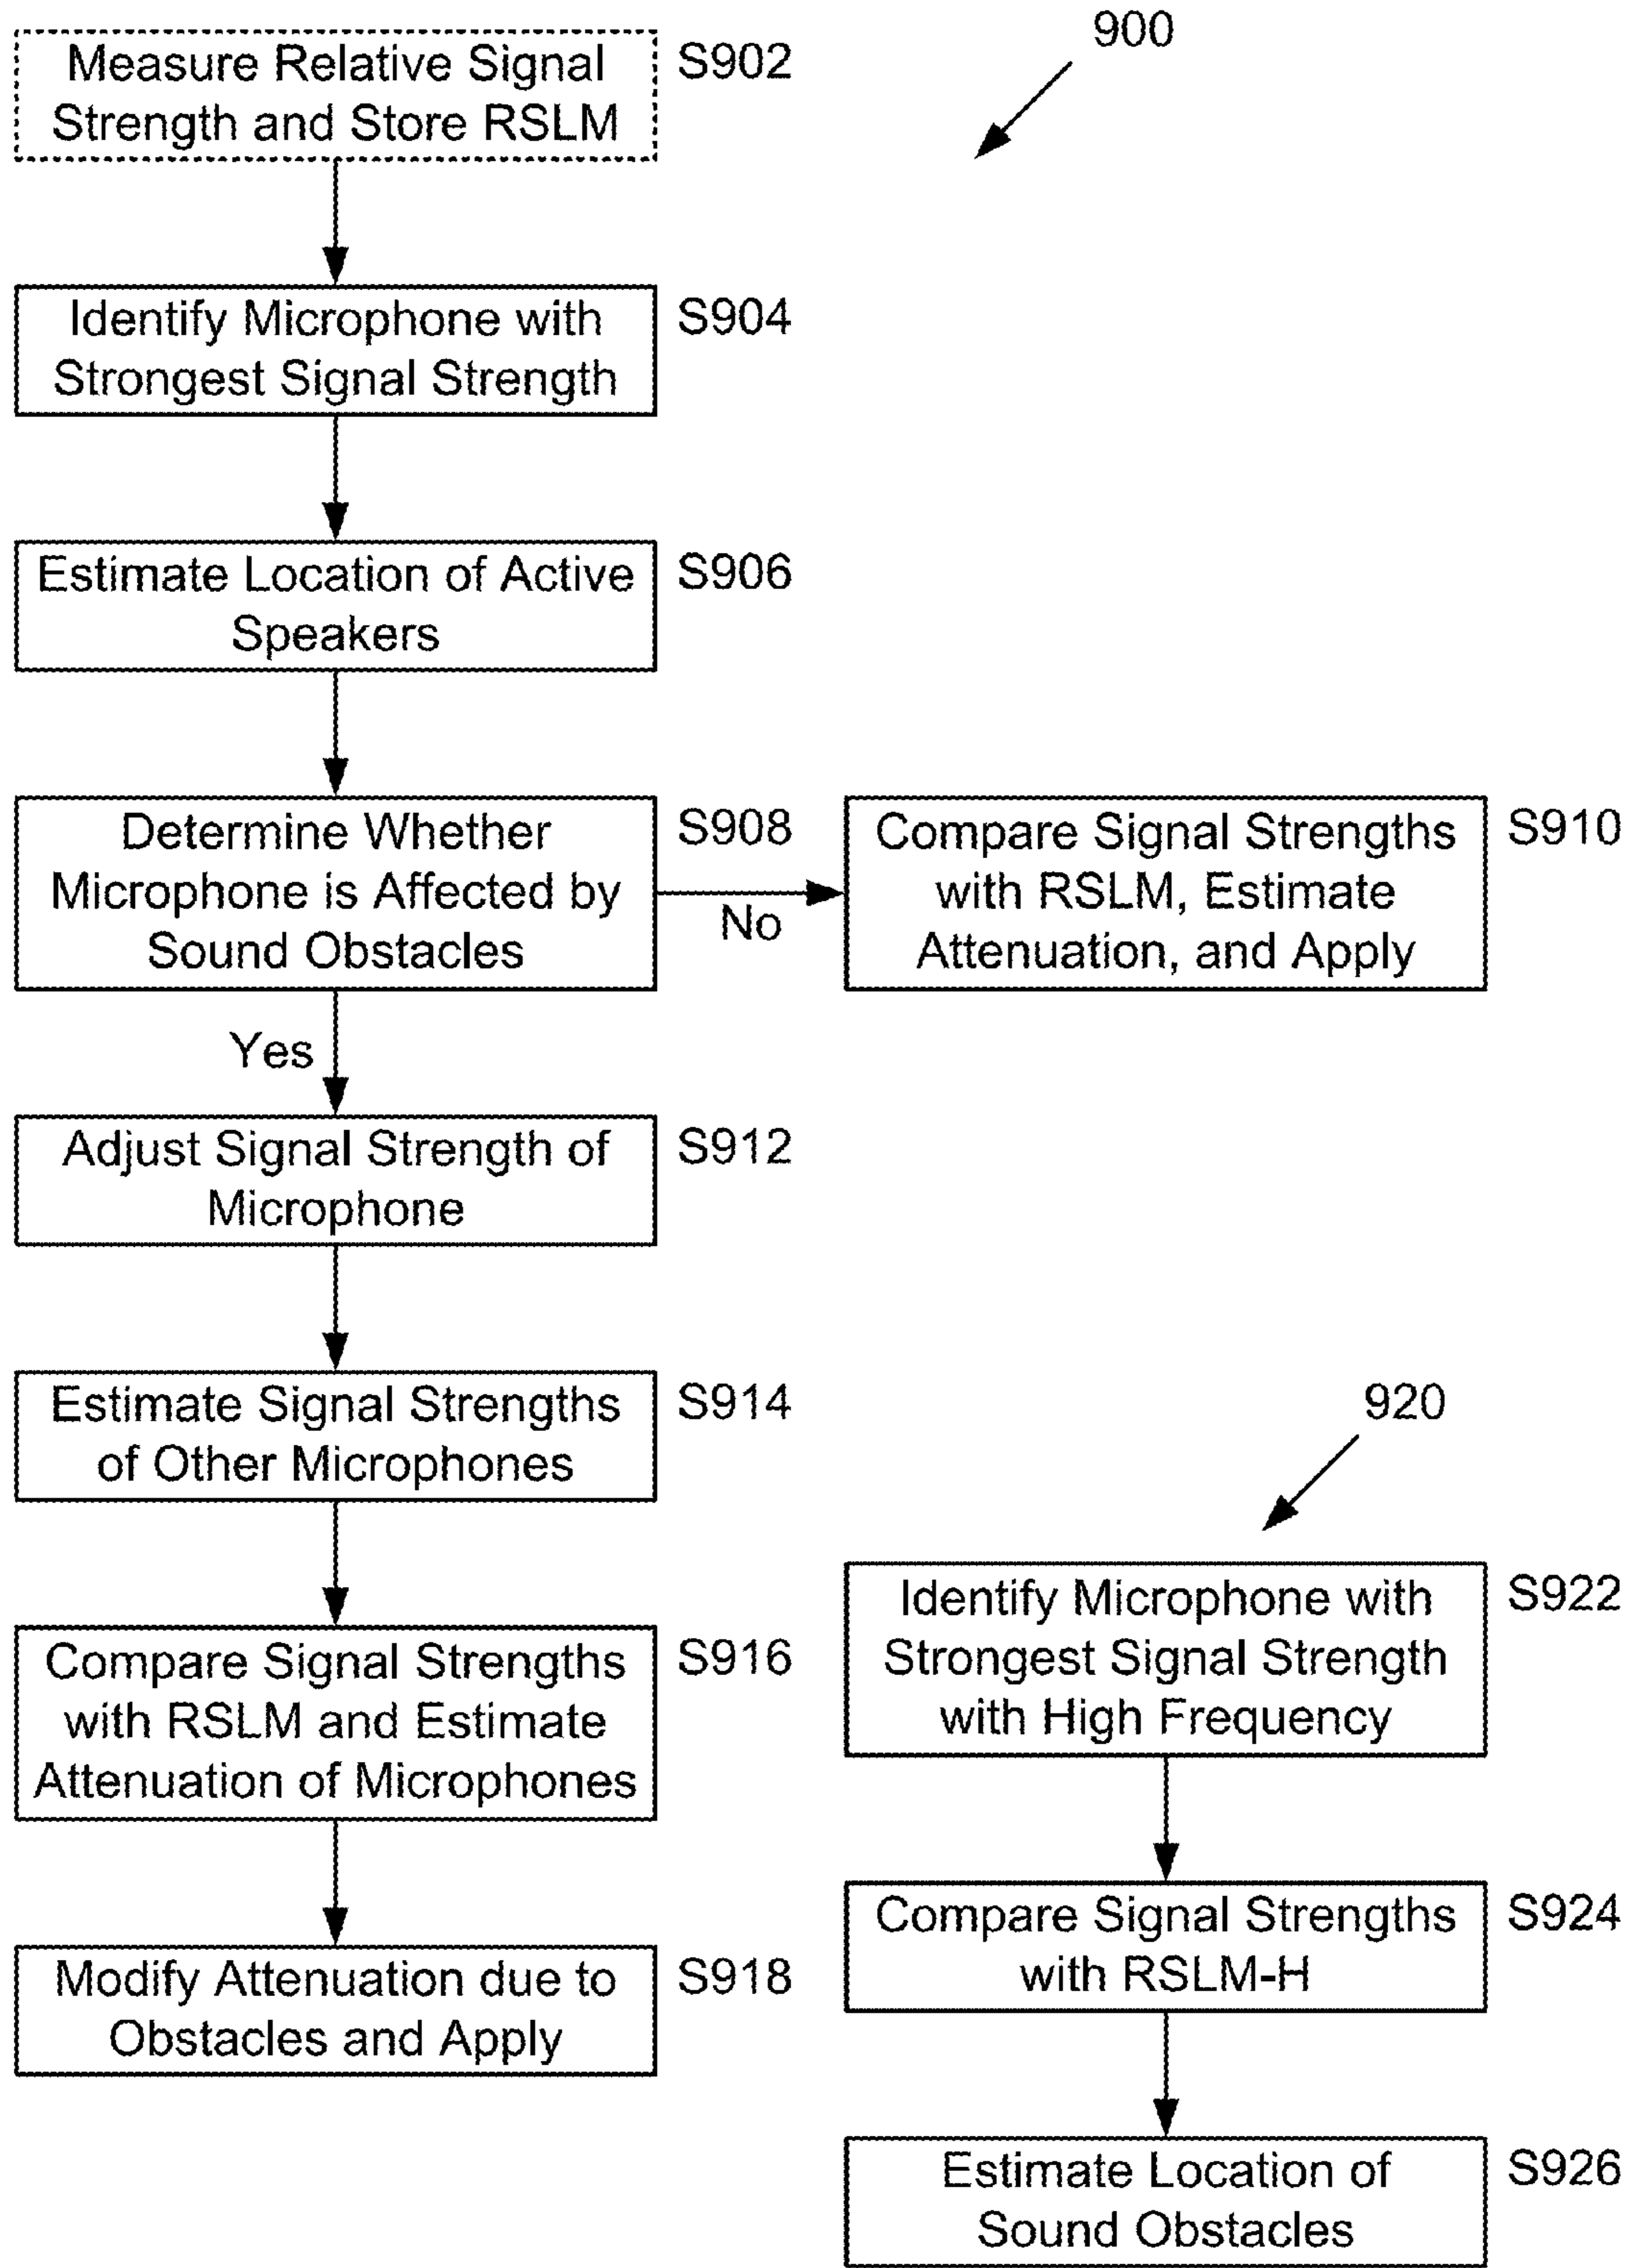 900
Measure Relative Signal
Strength and Store RSLM
S902
Identify Microphone with
Strongest Signal Strength
S904
Estimate Location of Active
Speakers
S906
Determine Whether
Microphone is Affected by
Sound Obstacles
S908
No
Compare Signal Strengths
with RSLM, Estimate
Attenuation, and Apply
S910
Yes
Adjust Signal Strength of
Microphone
S912
Estimate Signal Strengths
of Other Microphones
S914
Compare Signal Strengths
with RSLM and Estimate
Attenuation of Microphones
S916
Modify Attenuation due to
Obstacles and Apply
S918
920
Identify Microphone with
Strongest Signal Strength
with High Frequency
S922
Compare Signal Strengths
with RSLM-H
S924
Estimate Location of
Sound Obstacles
S926